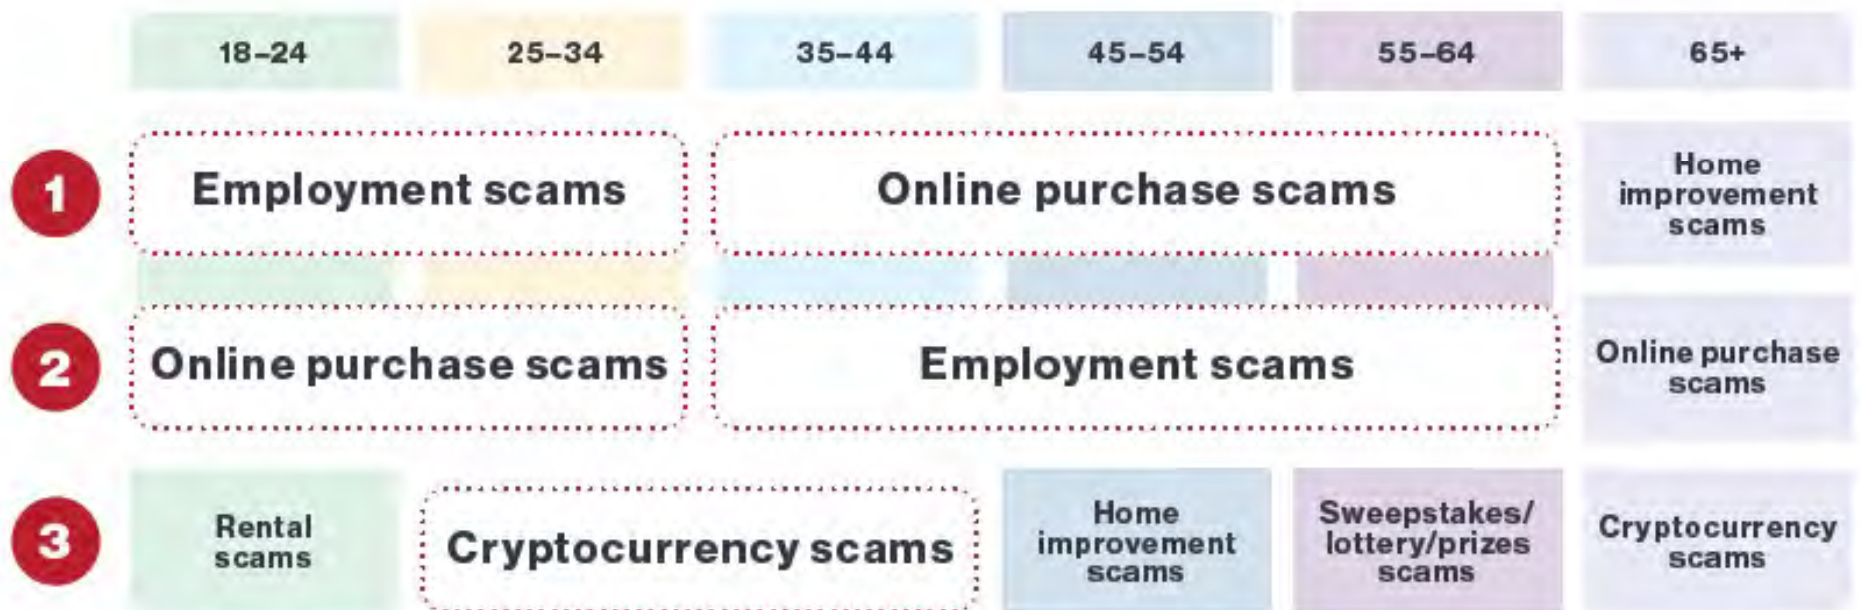 18–24
25–34
35–44
45–54
55–64
65+
1
Employment scams
Online purchase scams
Home
improvement
scams
2
Online purchase scams
Employment scams
Online purchase
scams
3
Rental
scams
Cryptocurrency scams
Home
improvement
scams
Sweepstakes/
lottery/prizes
scams
Cryptocurrency
scams